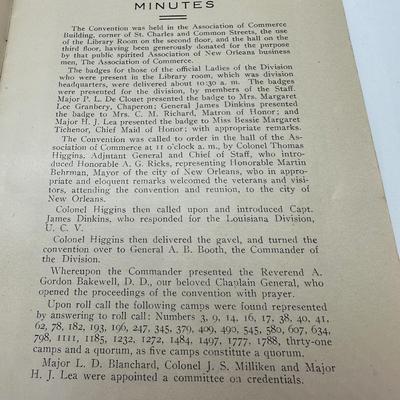 MINUTES
The Convention was held in the Association of Commerce
Building, corner of St. Charles and Common Streets, the use
of the Library Room on the second floor, and the hall on the
third floor, having been generously donated for the purpose
by that public spirited Association of New Orleans business
men, The Association of Commerce.
The badges for those of the official Ladies of the Division
who were present in the Library room, which was division
headquarters, were delivered about 10:30 a. m. The badges
were presented for the division, by members of the Staff.
Major P. L. De Clouet presented the badge to Mrs. Margaret
Lee Granbery, Chaperon; General James Dinkins presented
the badge to Mrs. C. M. Richard, Matron of Honor; and
Major H. J. Lea presented the badge to Miss Bessie Margaret
Tichenor, Chief Maid of Honor; with appropriate remarks.
The Convention was called to order in the hall of the As-
sociation of Commerce at 11 o'clock a. m., by Colonel Thomas
Higgins, Adjutant General and Chief of Staff, who intro-
duced Honorable A. G. Ricks, representing Honorable Martin
Behrman, Mayor of the city of New Orleans, who in appro-
priate and eloquent remarks welcomed the veterans and visi-
tors, attending the convention and reunion, to the city of
New Orleans.
Colonel Higgins then called upon and introduced Capt.
James Dinkins, who responded for the Louisiana Division,
U. C. V.
Colonel Higgins then delivered the gavel, and turned the
convention over to General A. B. Booth, the Commander of
the Division.
Whereupon the Commander presented the Reverend A.
Gordon Bakewell, D. D., our beloved Chaplain General, who
opened the proceedings of the convention with prayer.
Upon roll call the following camps were found represented
by answering to roll call: Numbers 3, 9, 14, 16, 17, 38, 40, 41,
62, 78, 182, 193, 196, 247, 345, 379, 409, 490, 545, 580, 607, 634,
798, 1111, 1185, 1232, 1272, 1484, 1497, 1777, 1788, thirty-one
camps and a quorum, as five camps constitute a quorum.
Major L. D. Blanchard, Colonel J. S. Milliken and Major
H. J. Lea were appointed a committee on credentials.